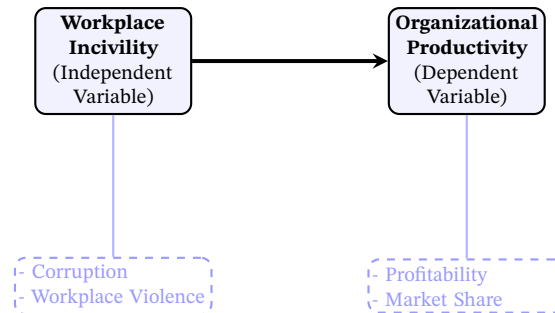 Workplace
Incivility
(Independent
Variable)
Organizational
Productivity
(Dependent
Variable)
- Corruption
- Workplace Violence
- Profitability
- Market Share